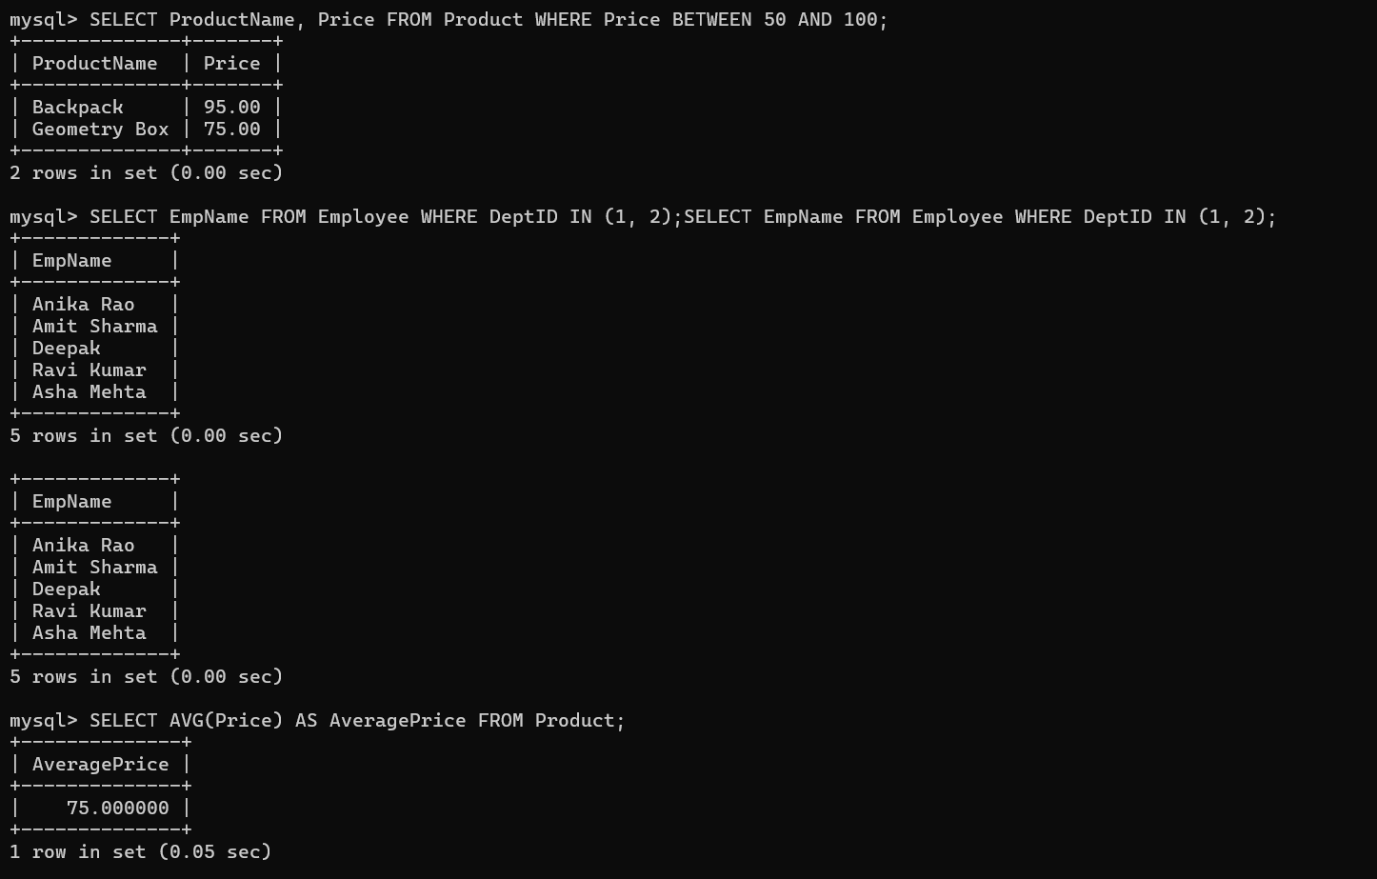 mysql> SELECT ProductName, Price FROM Product WHERE Price BETWEEN 50 AND 100;
+--------------+-------+
| ProductName  | Price |
+--------------+-------+
| Backpack     | 95.00 |
| Geometry Box | 75.00 |
+--------------+-------+
2 rows in set (0.00 sec)

mysql> SELECT EmpName FROM Employee WHERE DeptID IN (1, 2);SELECT EmpName FROM Employee WHERE DeptID IN (1, 2);
+-------------+
| EmpName     |
+-------------+
| Anika Rao   |
| Amit Sharma |
| Deepak      |
| Ravi Kumar  |
| Asha Mehta  |
+-------------+
5 rows in set (0.00 sec)

+-------------+
| EmpName     |
+-------------+
| Anika Rao   |
| Amit Sharma |
| Deepak      |
| Ravi Kumar  |
| Asha Mehta  |
+-------------+
5 rows in set (0.00 sec)

mysql> SELECT AVG(Price) AS AveragePrice FROM Product;
+--------------+
| AveragePrice |
+--------------+
|    75.000000 |
+--------------+
1 row in set (0.05 sec)